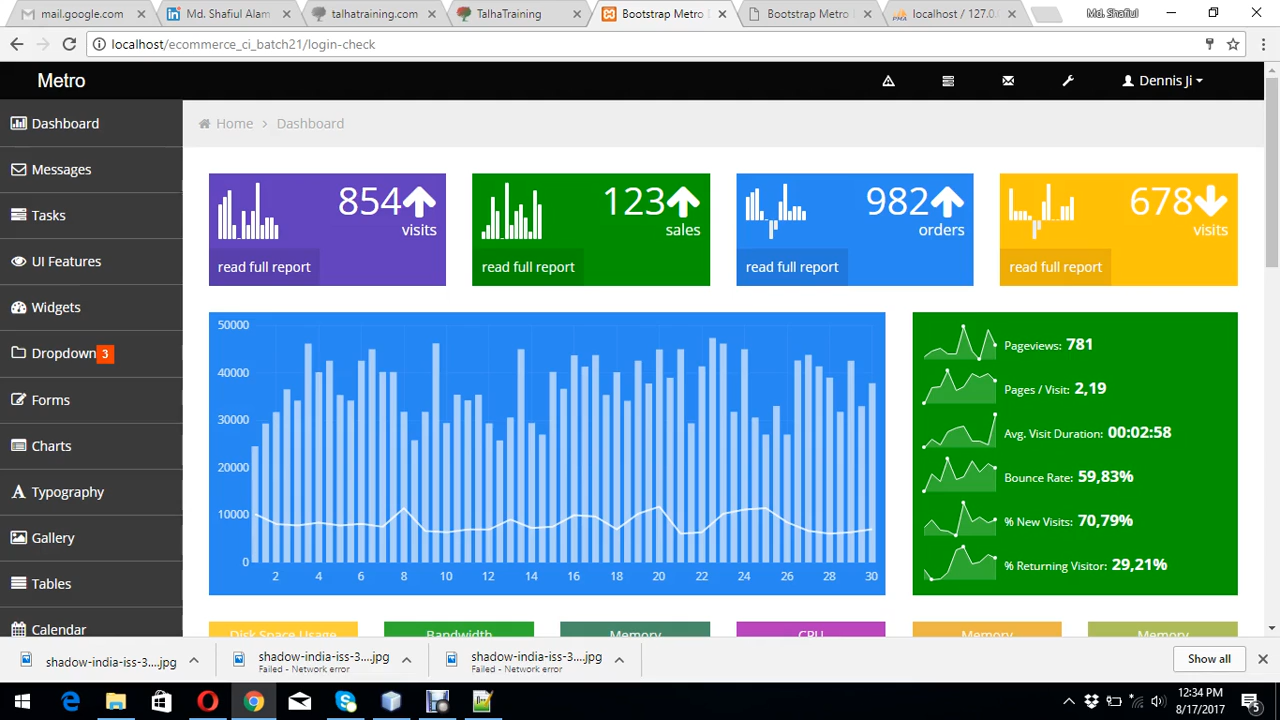 mail.google.com
Md. Shafiul Alam
talhatraining.com
TalhaTraining
Bootstrap Metro
Bootstrap Metro
localhost / 127.0.
Md. Shafiul
localhost/ecommerce_ci_batch21/login-check
Metro
Dennis Ji
Dashboard
Messages
Tasks
UI Features
Widgets
Dropdown 3
Forms
Charts
Typography
Gallery
Tables
Calendar
Home > Dashboard
854
visits
read full report
123
sales
read full report
982
orders
read full report
678
visits
read full report
50000
40000
30000
20000
10000
0
2 4 6 8 10 12 14 16 18 20 22 24 26 28 30
Pageviews: 781
Pages / Visit: 2,19
Avg. Visit Duration: 00:02:58
Bounce Rate: 59,83%
% New Visits: 70,79%
% Returning Visitor: 29,21%
Disk Space Usage
Bandwidth
Memory
CPU
Memory
Memory
shadow-india-iss-3....jpg
shadow-india-iss-3....jpg
Failed - Network error
shadow-india-iss-3....jpg
Failed - Network error
Show all
12:34 PM
8/17/2017
5